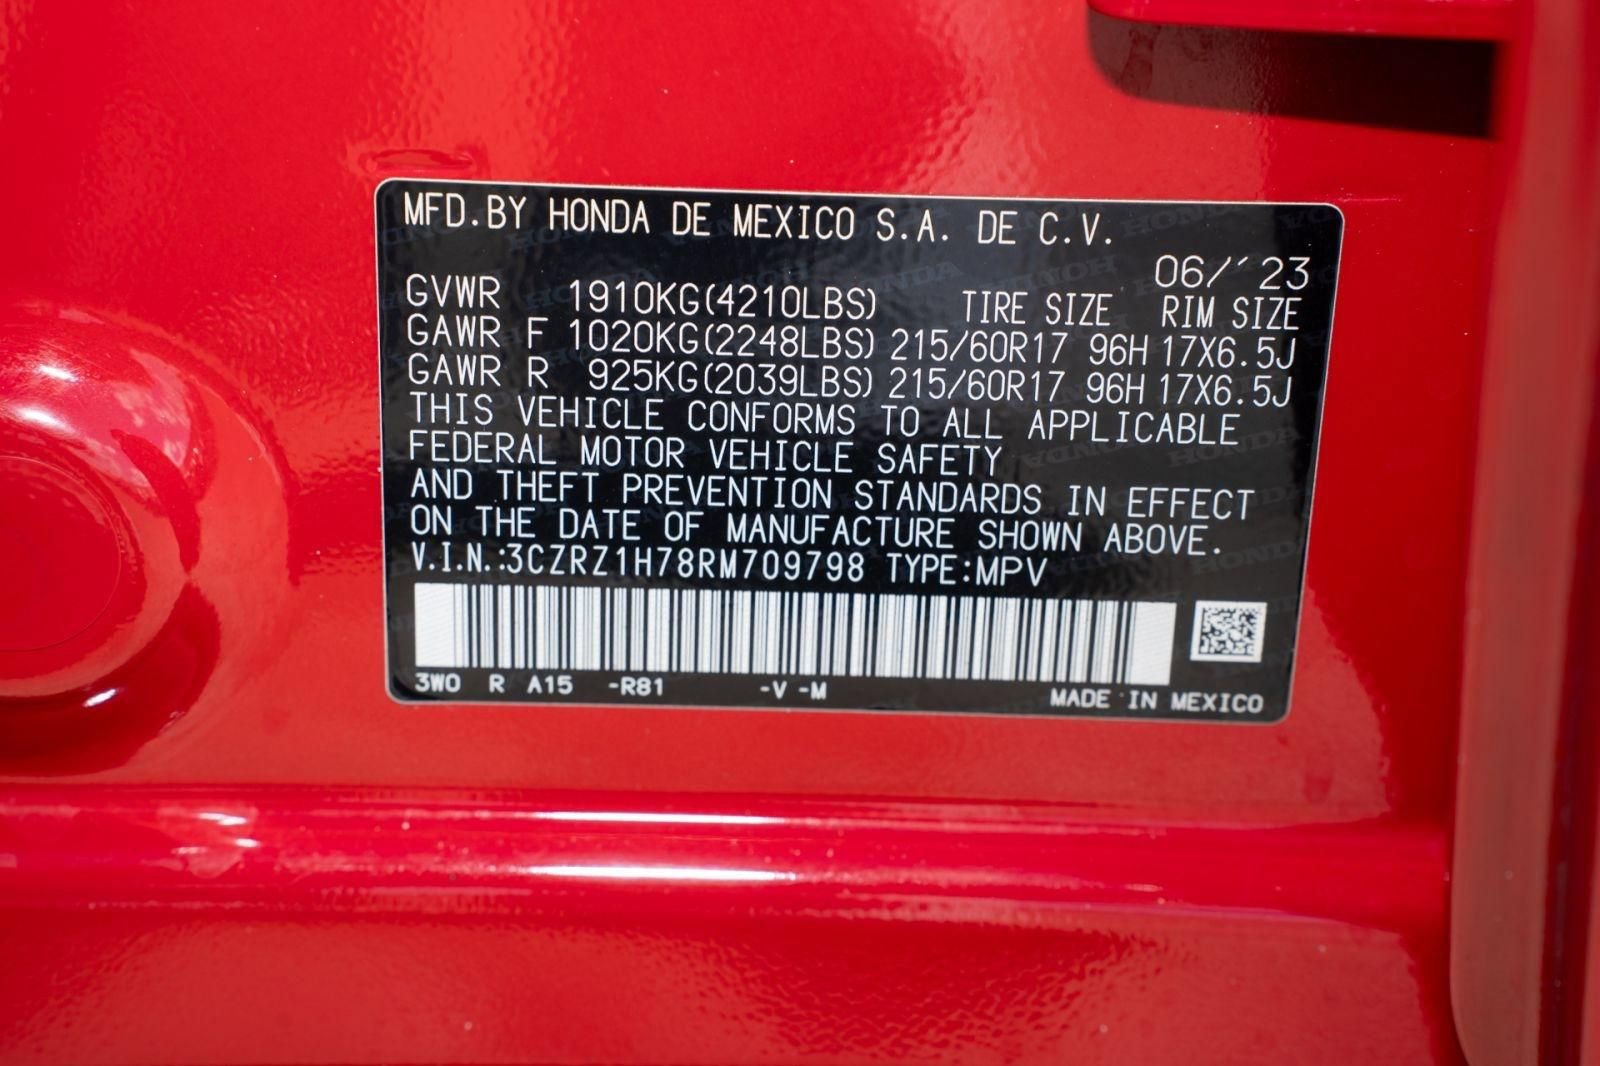 MFD.BY HONDA DE MEXICO S.A. DE C.V.
06/´23
GVWR 1910KG(4210LBS) TIRE SIZE RIM SIZE
GAWR F 1020KG(2248LBS) 215/60R17 96H 17X6.5J
GAWR R 925KG(2039LBS) 215/60R17 96H 17X6.5J
THIS VEHICLE CONFORMS TO ALL APPLICABLE
FEDERAL MOTOR VEHICLE SAFETY
AND THEFT PREVENTION STANDARDS IN EFFECT
ON THE DATE OF MANUFACTURE SHOWN ABOVE.
V.I.N.:3CZRZ1H78RM709798 TYPE:MPV
3W0 R A15 -R81 -V -M MADE IN MEXICO